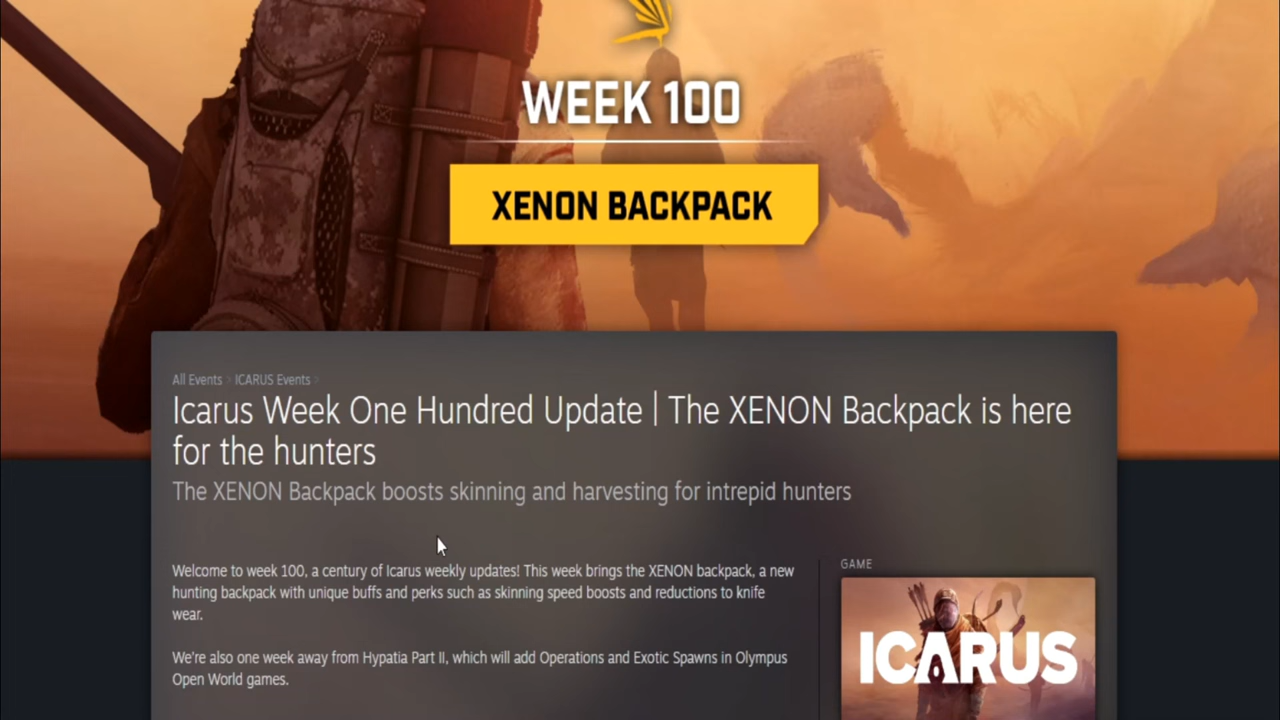 WEEK 100
XENON BACKPACK
All Events > ICARUS Events >
Icarus Week One Hundred Update | The XENON Backpack is here
for the hunters
The XENON Backpack boosts skinning and harvesting for intrepid hunters
Welcome to week 100, a century of Icarus weekly updates! This week brings the XENON backpack, a new
hunting backpack with unique buffs and perks such as skinning speed boosts and reductions to knife
wear.
We're also one week away from Hypatia Part II, which will add Operations and Exotic Spawns in Olympus
Open World games.
GAME
ICARUS